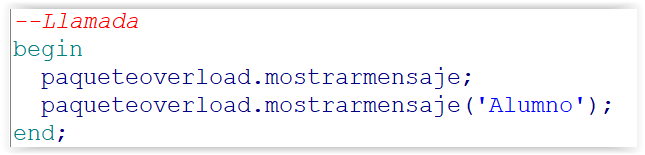 --Llamada
begin
  paqueteoverload.mostrarmensaje;
  paqueteoverload.mostrarmensaje('Alumno');
end;